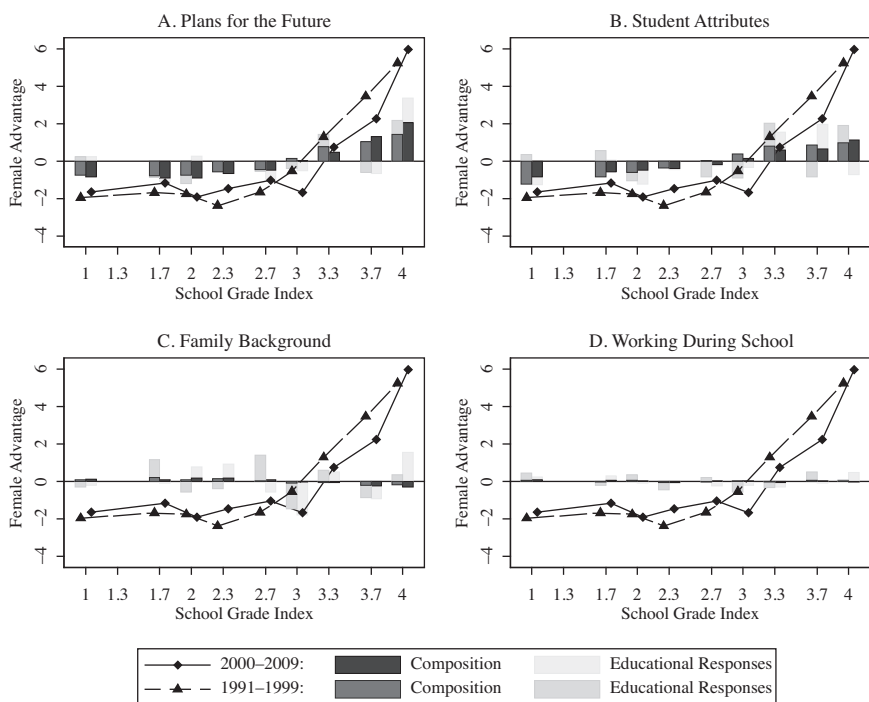 A. Plans for the Future
Female Advantage
6
4
2
0
−2
−4
1 1.3 1.7 2 2.3 2.7 3 3.3 3.7 4
School Grade Index
B. Student Attributes
Female Advantage
6
4
2
0
−2
−4
1 1.3 1.7 2 2.3 2.7 3 3.3 3.7 4
School Grade Index
C. Family Background
Female Advantage
6
4
2
0
−2
−4
1 1.3 1.7 2 2.3 2.7 3 3.3 3.7 4
School Grade Index
D. Working During School
Female Advantage
6
4
2
0
−2
−4
1 1.3 1.7 2 2.3 2.7 3 3.3 3.7 4
School Grade Index
2000–2009: Composition Educational Responses
1991–1999: Composition Educational Responses